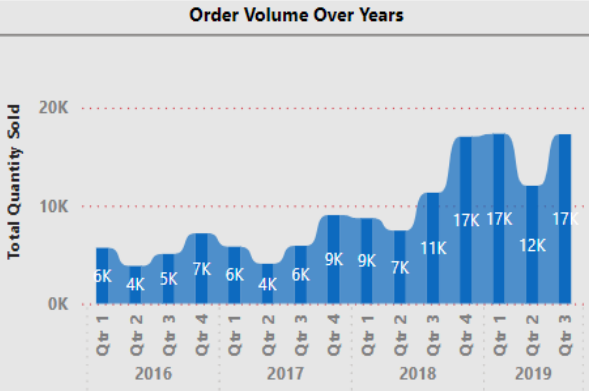 Order Volume Over Years
Total Quantity Sold
20K
10K
0K
6K 4K 5K 7K 6K 4K 6K 9K 9K 7K 11K 17K 17K 12K 17K
Qtr 1 Qtr 2 Qtr 3 Qtr 4 Qtr 1 Qtr 2 Qtr 3 Qtr 4 Qtr 1 Qtr 2 Qtr 3 Qtr 4 Qtr 1 Qtr 2 Qtr 3
2016 2017 2018 2019